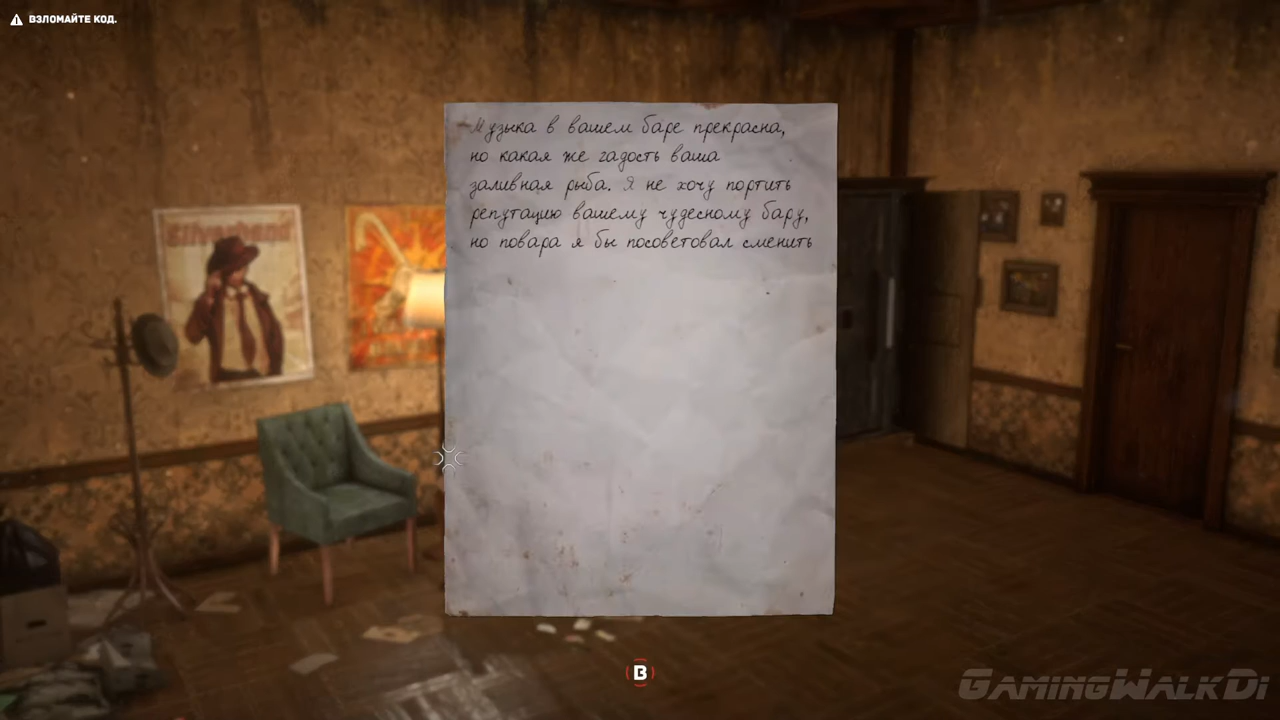 ВЗЛОМАЙТЕ КОД.
Музыка в вашем баре прекрасна,
но какая же гадость ваша
заливная рыба. Я не хочу портить
репутацию вашему чудесному бару,
но повара я бы посоветовал сменить
B
GamingWalkDi